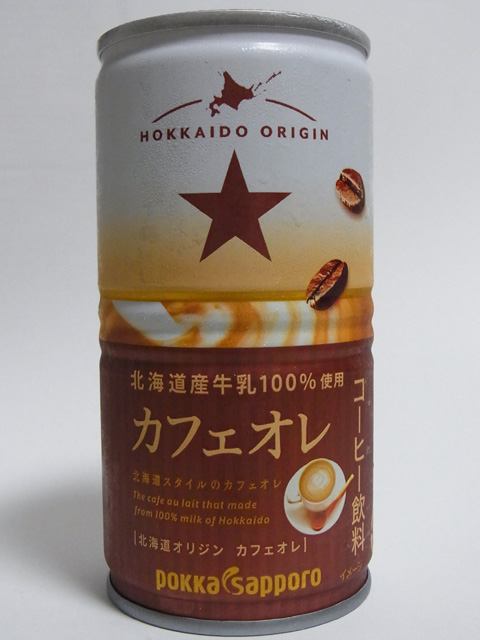 HOKKAIDO ORIGIN
北海道産牛乳100%使用
カフェオレ
北海道スタイルのカフェオレ
The cafe au lait that made
from 100% milk of Hokkaido
[北海道オリジン カフェオレ]
pokka sapporo
コーヒー飲料
イメージ